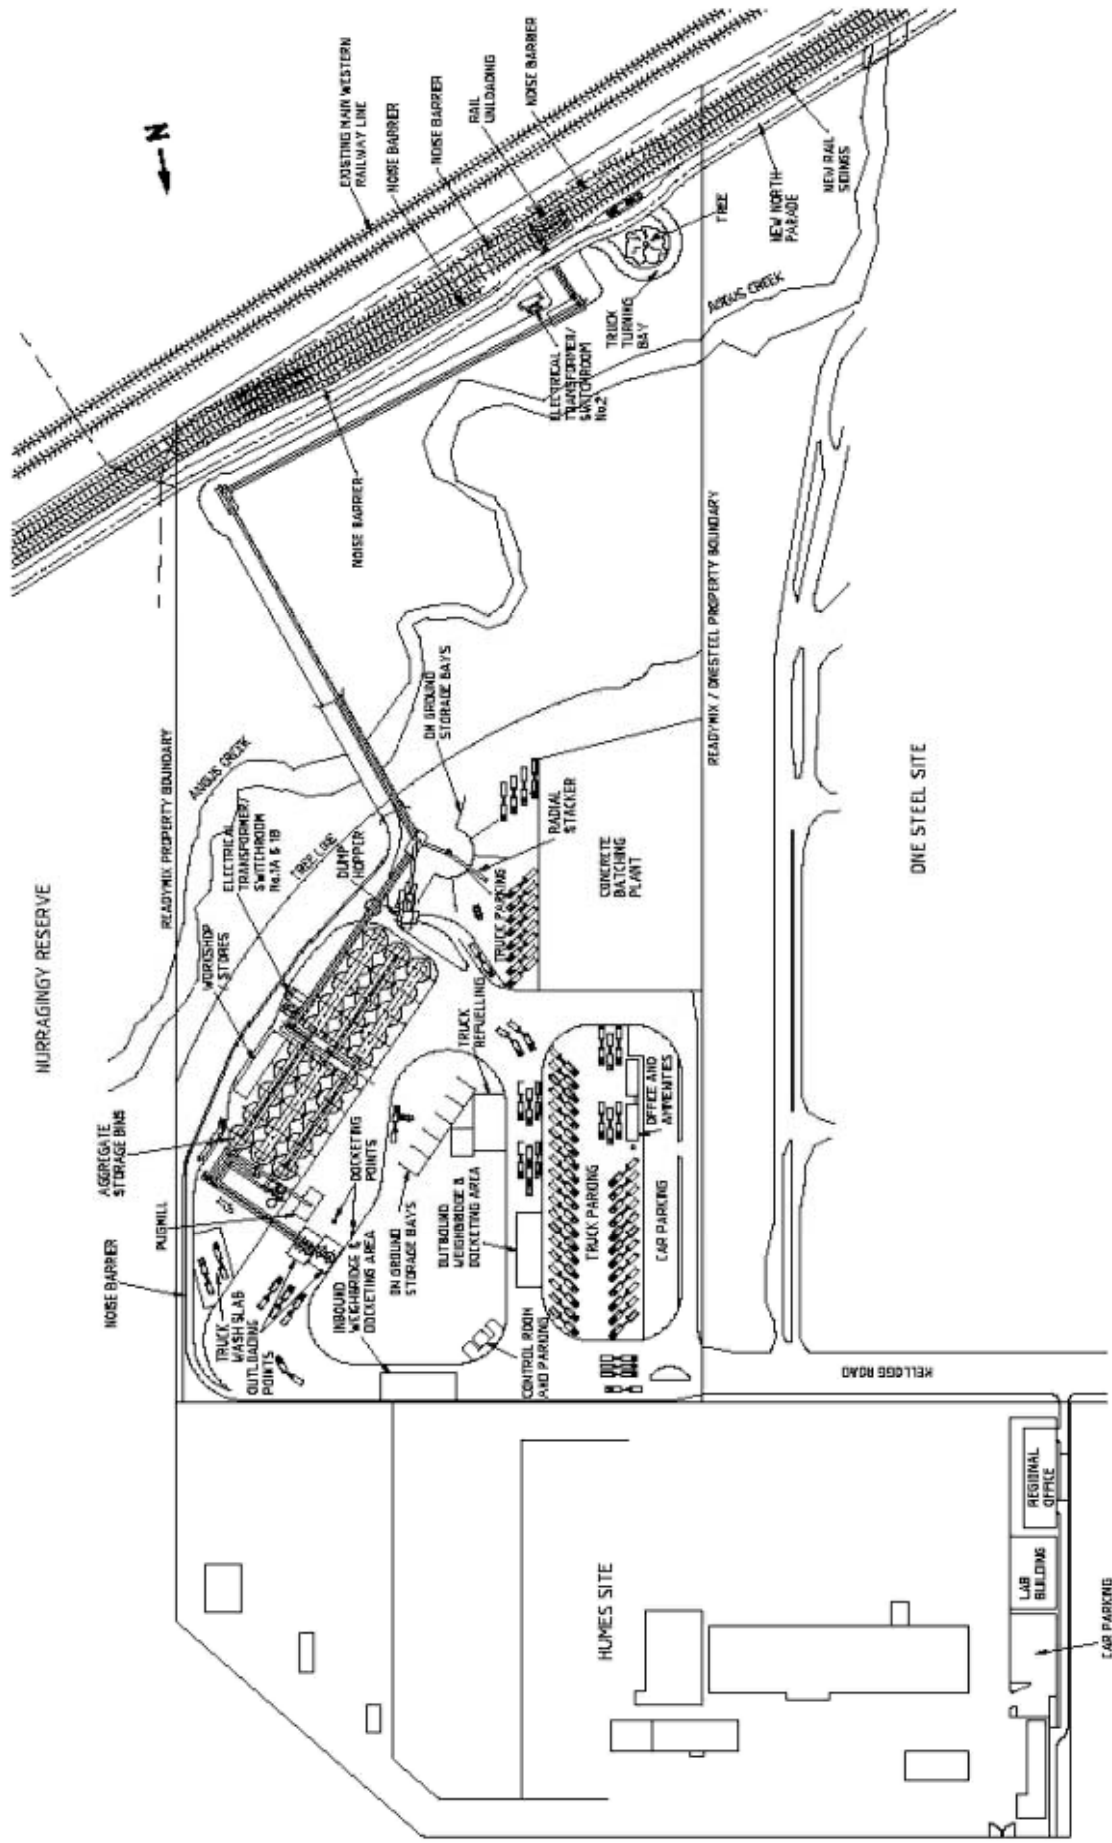 N
EXISTING MAIN WESTERN
RAILWAY LINE
NOISE BARRIER
NOISE BARRIER
RAIL
UNLOADING
NOISE BARRIER
NEW RAIL
SIDINGS
NEW NORTH
PARADE
TREE
TRUCK
TURNING
BAY
ANGUS CREEK
ELECTRICAL
TRANSFORMER/
SWITCHROOM
No.2
NOISE BARRIER
NURRAGINGY RESERVE
READYMIX PROPERTY BOUNDARY
ANGUS CREEK
ELECTRICAL
TRANSFORMER/
SWITCHROOM
No.1A & 1B
TREE LINE
DUMP
HOPPER
ON GROUND
STORAGE BAYS
RADIAL
STACKER
TRUCK PARKING
CONCRETE
BATCHING
PLANT
READYMIX / ONESTEEL PROPERTY BOUNDARY
ONE STEEL SITE
WORKSHOP
/ STORES
AGGREGATE
STORAGE BINS
PUGMILL
NOISE BARRIER
TRUCK
WASH SLAB
OUTLOADING
POINTS
DOCKETING
POINTS
INBOUND
WEIGHBRIDGE &
DOCKETING AREA
ON GROUND
STORAGE BAYS
TRUCK
REFUELLING
OUTBOUND
WEIGHBRIDGE &
DOCKETING AREA
CONTROL ROOM
AND PARKING
TRUCK PARKING
OFFICE AND
AMMENITIES
CAR PARKING
KELLOGG ROAD
HUMES SITE
REGIONAL
OFFICE
LAB
BUILDING
CAR PARKING